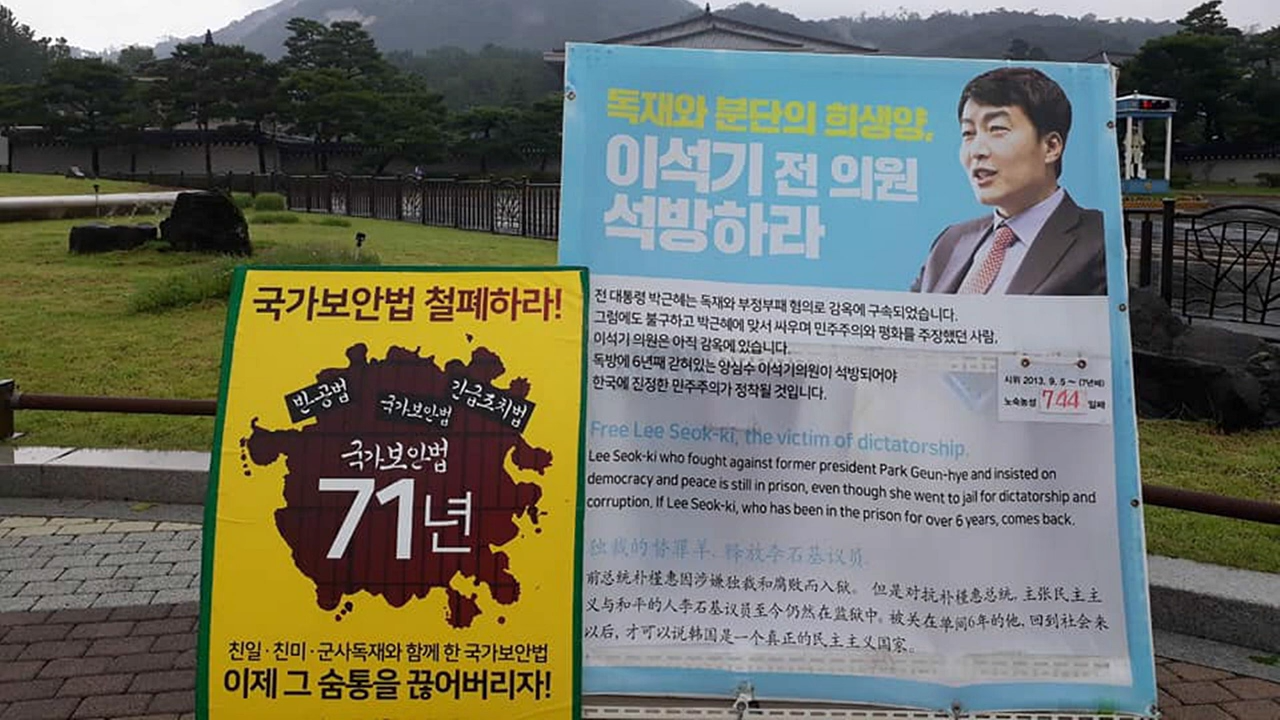 국가보안법 철폐하라!
반공법
국가보안법
긴급조치법
국가보안법
71년
친일·친미·군사독재와 함께 한 국가보안법
이제 그 숨통을 끊어버리자!
독재와 분단의 희생양,
이석기 전 의원
석방하라
전 대통령 박근혜는 독재와 부정부패 혐의로 감옥에 구속되었습니다.
그럼에도 불구하고 박근혜에 맞서 싸우며 민주주의와 평화를 주장했던 사람,
이석기 의원은 아직 감옥에 있습니다.
독방에 6년째 갇혀있는 양심수 이석기의원이 석방되어야
한국에 진정한 민주주의가 정착될 것입니다.
시위 2013. 9. 5 ~ (7년째)
노숙농성 744 일째
Free Lee Seok-ki, the victim of dictatorship.
Lee Seok-ki who fought against former president Park Geun-hye and insisted on
democracy and peace is still in prison, even though she went to jail for dictatorship and
corruption. If Lee Seok-ki, who has been in the prison for over 6 years, comes back.
独裁的替罪羊, 释放李石基议员.
前总统朴槿惠因涉嫌独裁和腐败而入狱。 但是对抗朴槿惠总统, 主张民主主
义与和平的人李石基议员至今仍然在监狱中。被关在单间6年的他, 回到社会来
以后, 才可以说韩国是一个真正的民主主义国家。